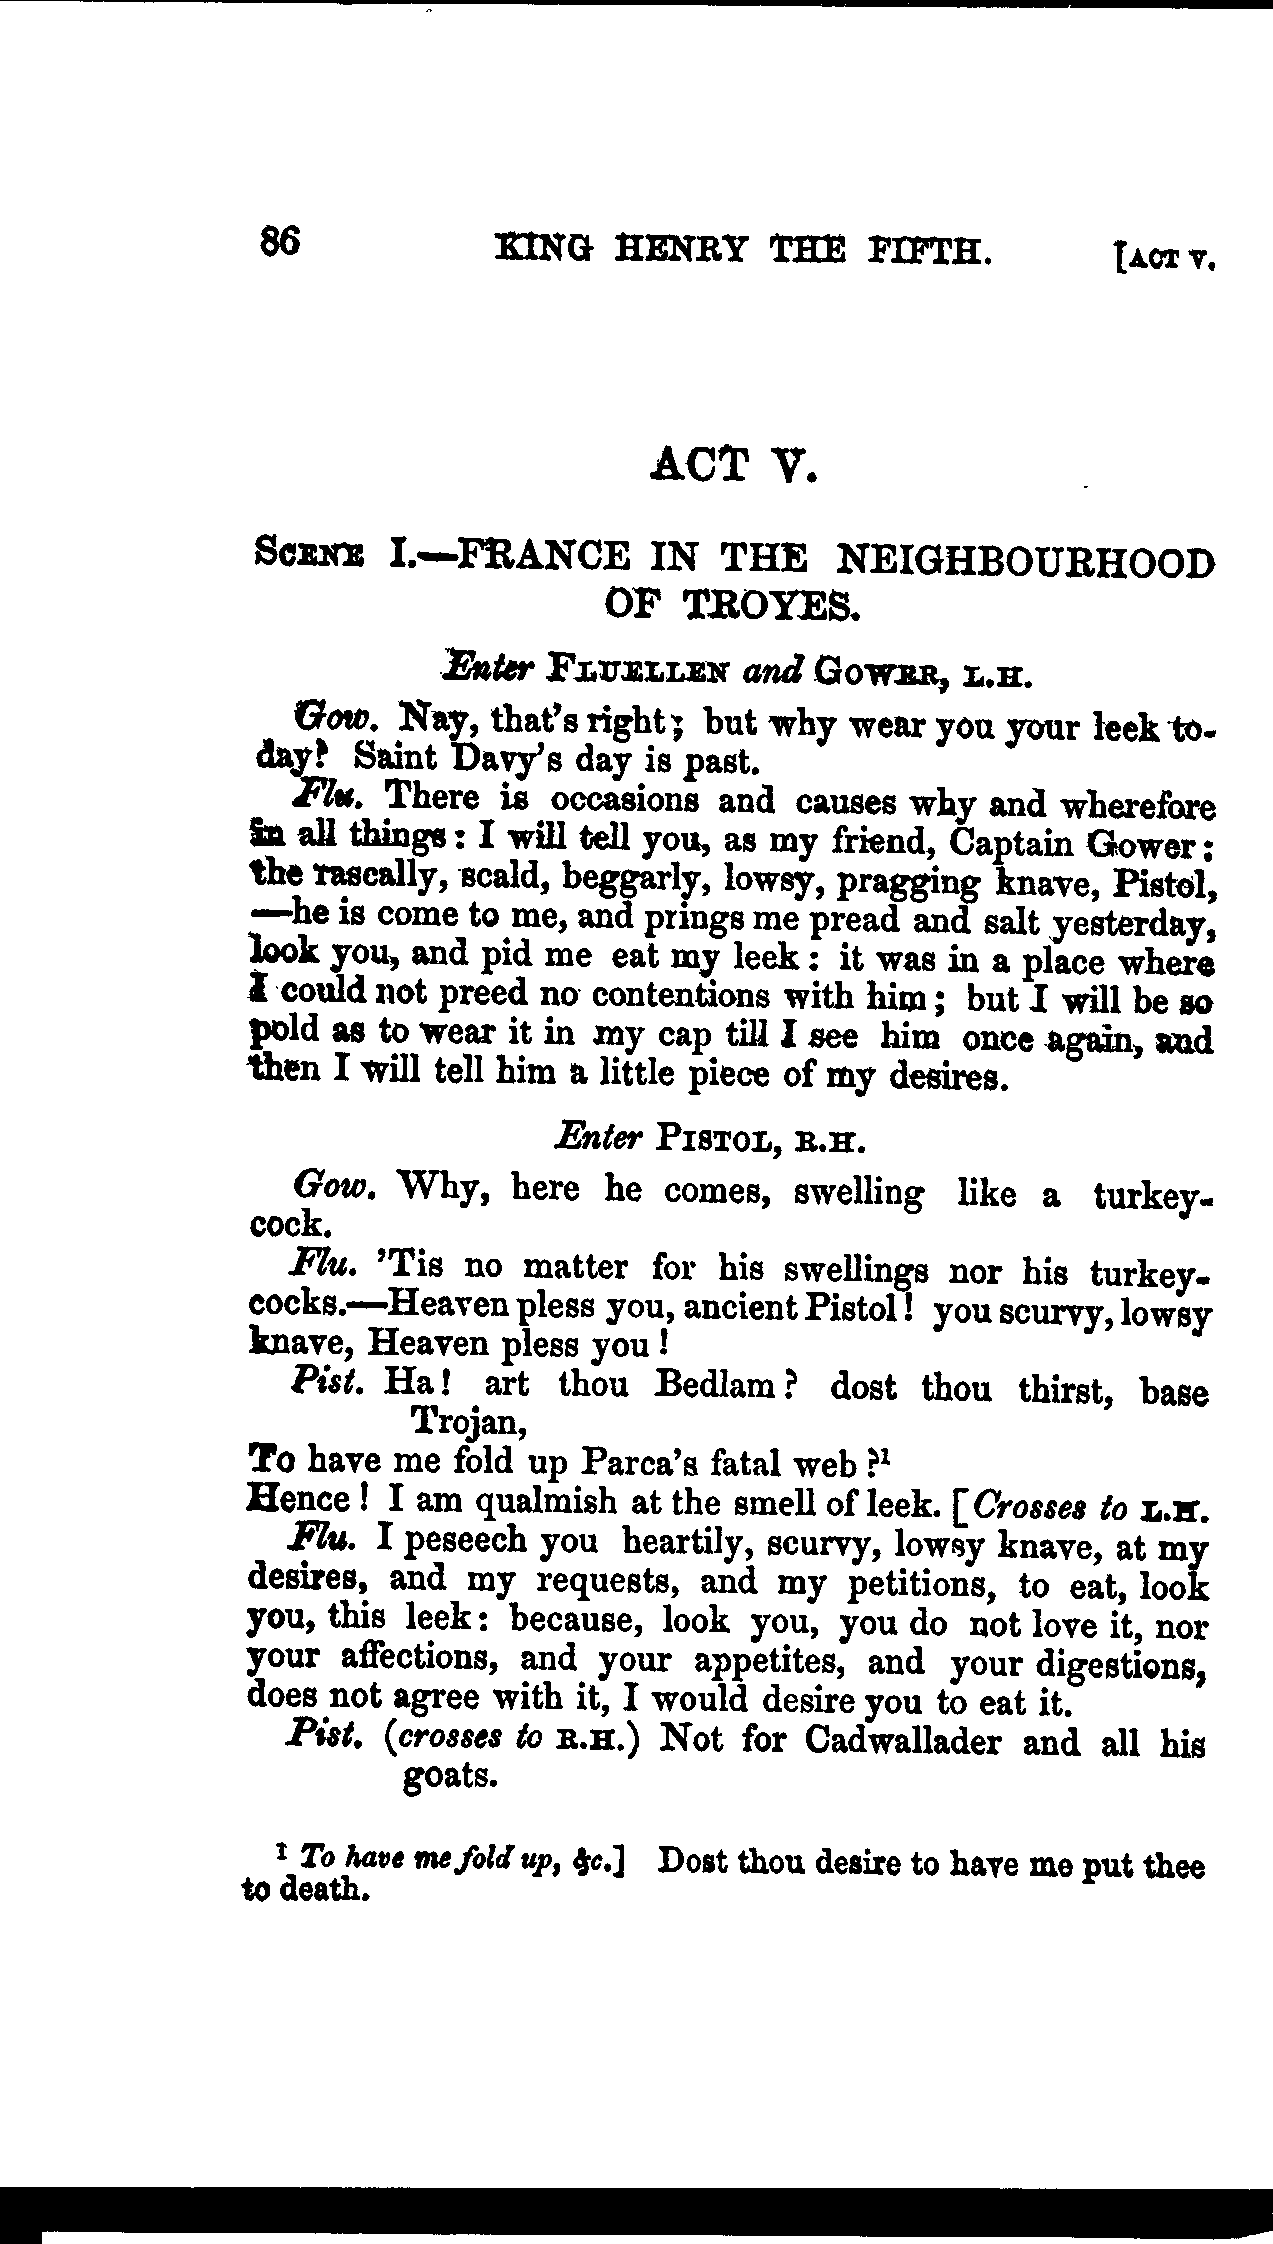 86 KING HENRY THE FIFTH. [ACT V.
ACT V.
SCENE I.—FRANCE IN THE NEIGHBOURHOOD
OF TROYES.
Enter FLUELLEN and GOWER, L.H.
Gow. Nay, that's right; but why wear you your leek to-
day? Saint Davy's day is past.
Flu. There is occasions and causes why and wherefore
in all things: I will tell you, as my friend, Captain Gower:
the rascally, scald, beggarly, lowsy, pragging knave, Pistol,
—he is come to me, and prings me pread and salt yesterday,
look you, and pid me eat my leek: it was in a place where
I could not preed no contentions with him; but I will be so
pold as to wear it in my cap till I see him once again, and
then I will tell him a little piece of my desires.
Enter PISTOL, R.H.
Gow. Why, here he comes, swelling like a turkey-
cock.
Flu. 'Tis no matter for his swellings nor his turkey-
cocks.—Heaven pless you, ancient Pistol! you scurvy, lowsy
knave, Heaven pless you!
Pist. Ha! art thou Bedlam? dost thou thirst, base
Trojan,
To have me fold up Parca's fatal web?¹
Hence! I am qualmish at the smell of leek. [Crosses to L.H.
Flu. I peseech you heartily, scurvy, lowsy knave, at my
desires, and my requests, and my petitions, to eat, look
you, this leek: because, look you, you do not love it, nor
your affections, and your appetites, and your digestions,
does not agree with it, I would desire you to eat it.
Pist. (crosses to R.H.) Not for Cadwallader and all his
goats.
¹ To have me fold up, &c.] Dost thou desire to have me put thee
to death.